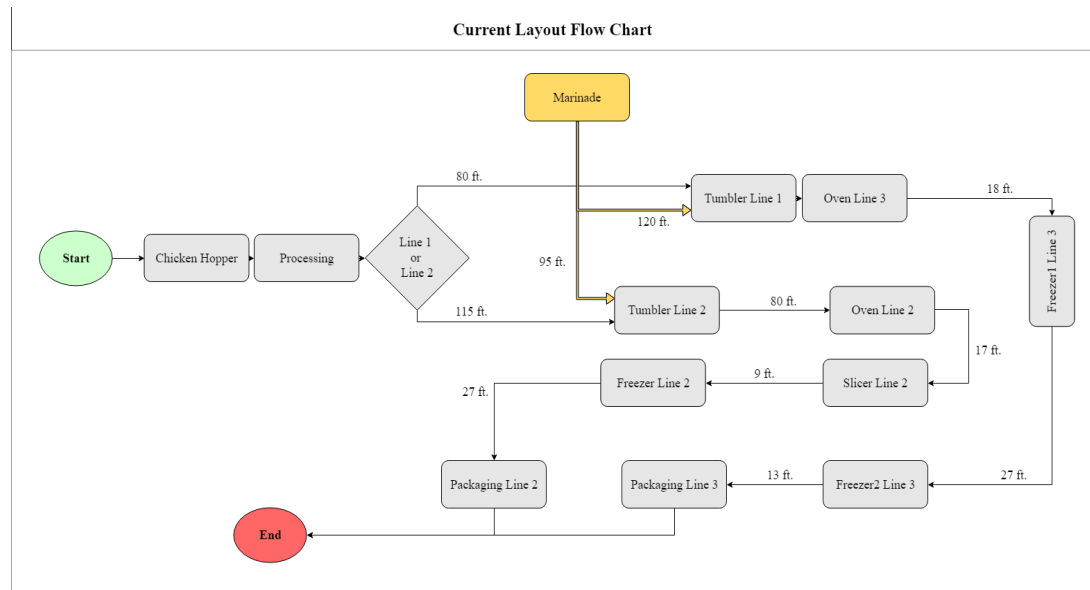 Current Layout Flow Chart
Marinade
80 ft.
Tumbler Line 1
Oven Line 3
18 ft.
120 ft.
Start
Chicken Hopper
Processing
Line 1
or
Line 2
95 ft.
Freezer1 Line 3
115 ft.
Tumbler Line 2
80 ft.
Oven Line 2
17 ft.
Freezer Line 2
9 ft.
Slicer Line 2
27 ft.
Packaging Line 2
Packaging Line 3
13 ft.
Freezer2 Line 3
27 ft.
End